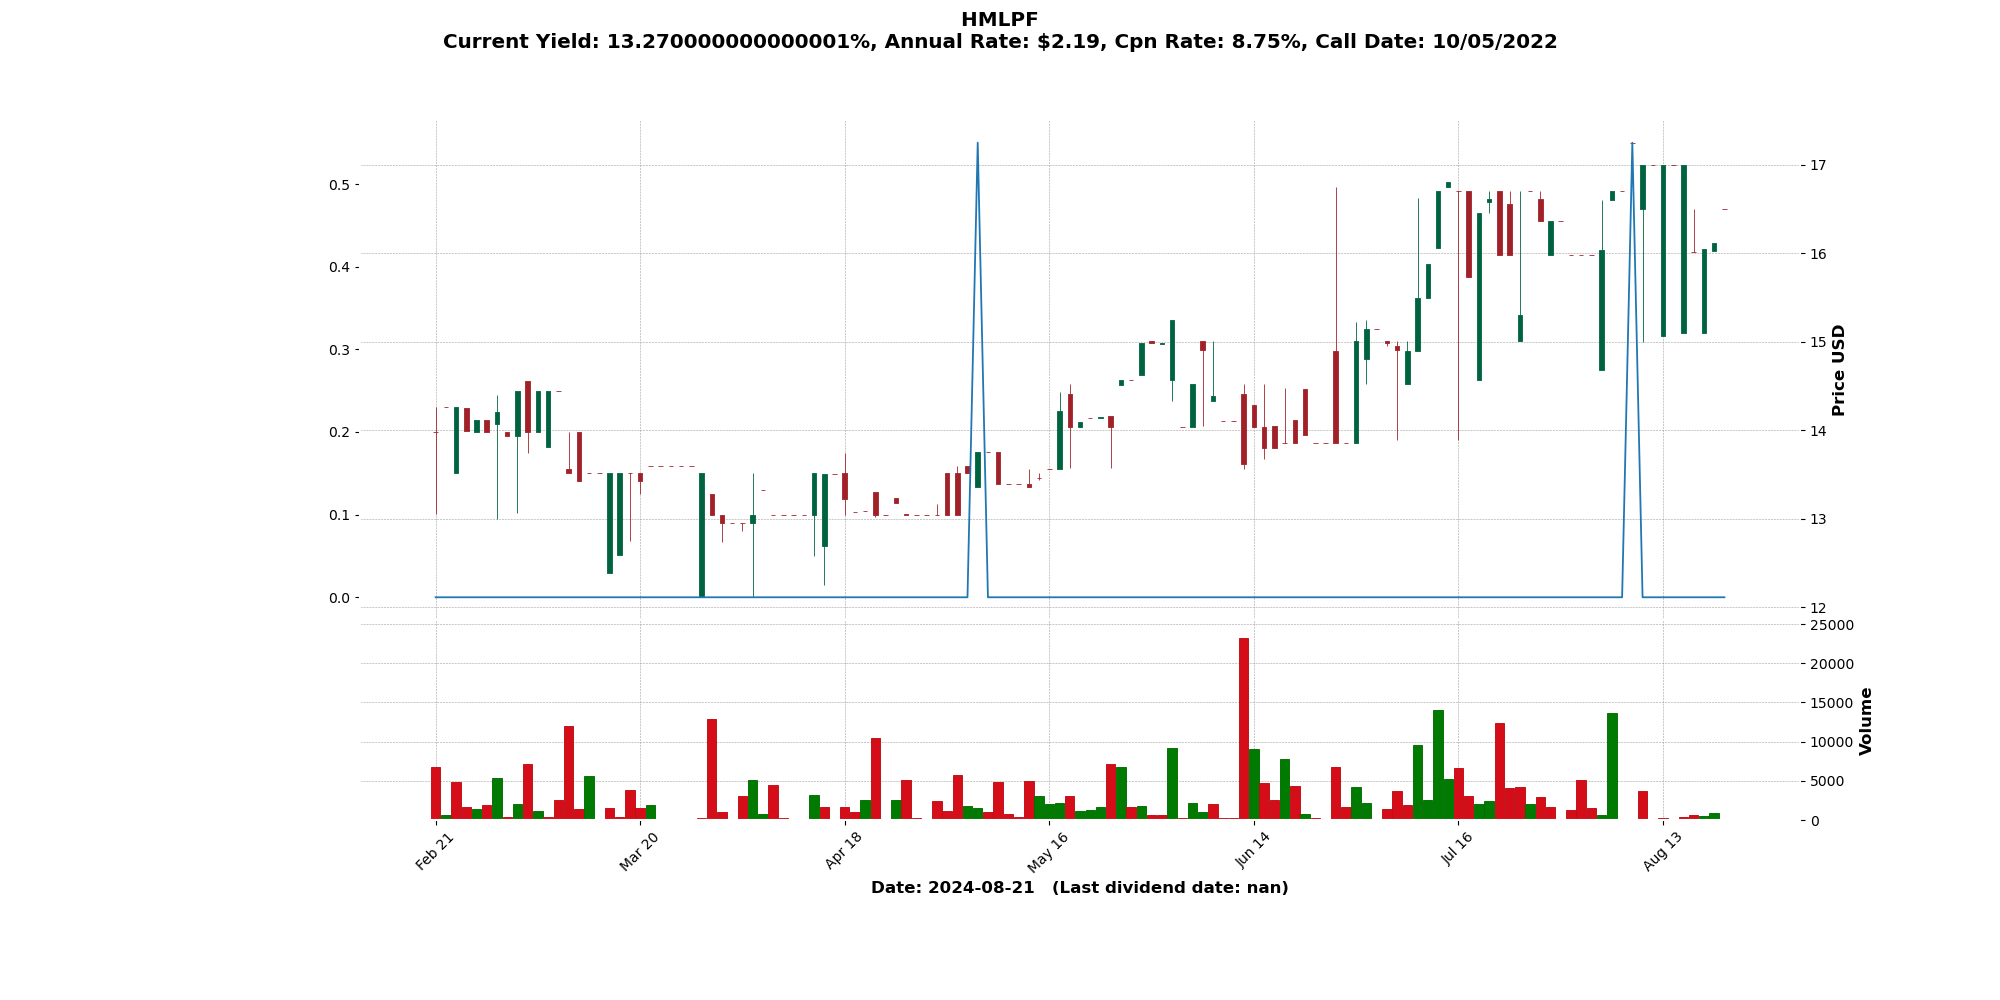 HMLPF
Current Yield: 13.270000000000001%, Annual Rate: $2.19, Cpn Rate: 8.75%, Call Date: 10/05/2022
0.5
0.4
0.3
0.2
0.1
0.0
17
16
15
14
13
12
Price USD
25000
20000
15000
10000
5000
0
Volume
Feb 21
Mar 20
Apr 18
May 16
Jun 14
Jul 16
Aug 13
Date: 2024-08-21 (Last dividend date: nan)